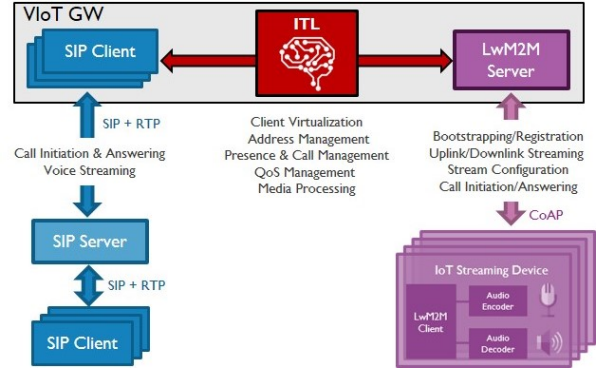 VIoT GW
SIP Client
ITL
LwM2M
Server
SIP + RTP
Call Initiation & Answering
Voice Streaming
Client Virtualization
Address Management
Presence & Call Management
QoS Management
Media Processing
Bootstrapping/Registration
Uplink/Downlink Streaming
Stream Configuration
Call Initiation/Answering
CoAP
SIP Server
SIP + RTP
SIP Client
IoT Streaming Device
LwM2M
Client
Audio
Encoder
Audio
Decoder